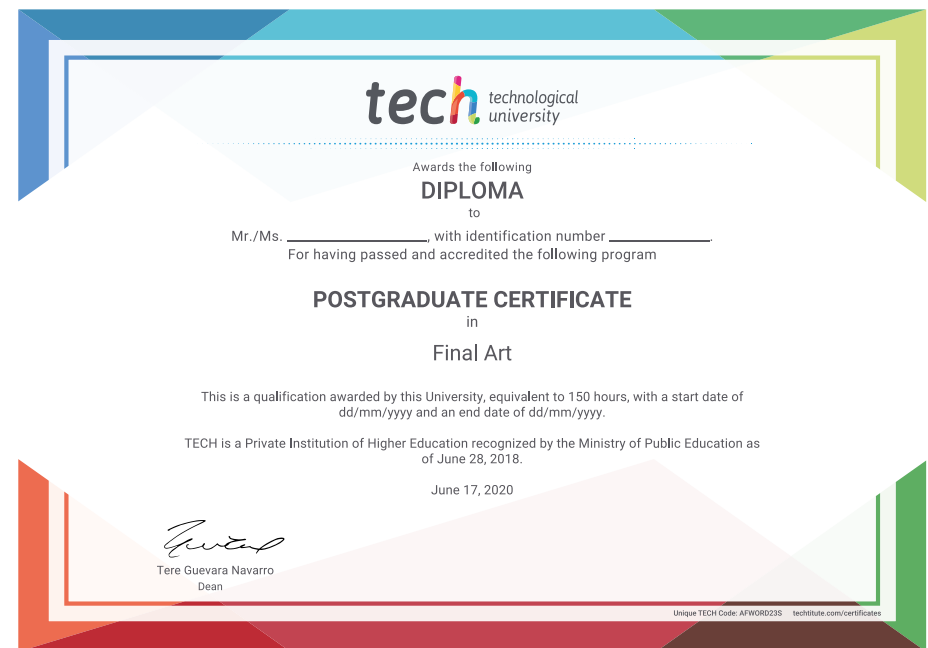 tech technological
university
Awards the following
DIPLOMA
to
Mr./Ms. ____________________, with identification number ______________.
For having passed and accredited the following program
POSTGRADUATE CERTIFICATE
in
Final Art
This is a qualification awarded by this University, equivalent to 150 hours, with a start date of
dd/mm/yyyy and an end date of dd/mm/yyyy.
TECH is a Private Institution of Higher Education recognized by the Ministry of Public Education as
of June 28, 2018.
June 17, 2020
Tere Guevara Navarro
Dean
Unique TECH Code: AFWORD23S techtitute.com/certificates